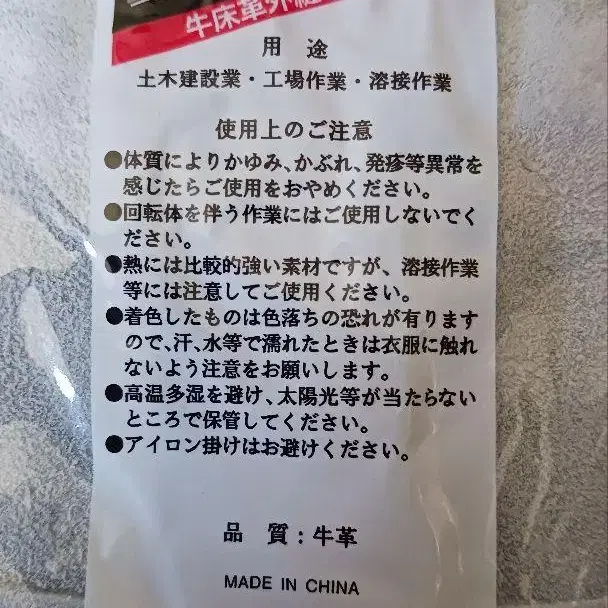 牛床革外縫
用途
土木建設業・工場作業・溶接作業
使用上のご注意
●体質によりかゆみ、かぶれ、発疹等異常を
感じたらご使用をおやめください。
●回転体を伴う作業にはご使用しないでく
ださい。
●熱には比較的強い素材ですが、溶接作業
等には注意してご使用ください。
●着色したものは色落ちの恐れが有ります
ので、汗、水等で濡れたときは衣服に触れ
ないよう注意をお願いします。
●高温多湿を避け、太陽光等が当たらない
ところで保管してください。
●アイロン掛けはお避けください。
品質:牛革
MADE IN CHINA